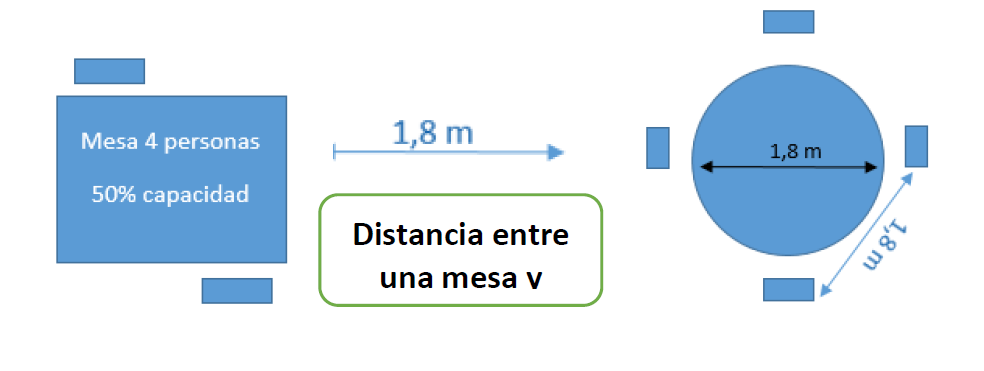 Mesa 4 personas
50% capacidad
1,8 m
Distancia entre
una mesa v
1,8 m
1,8 m